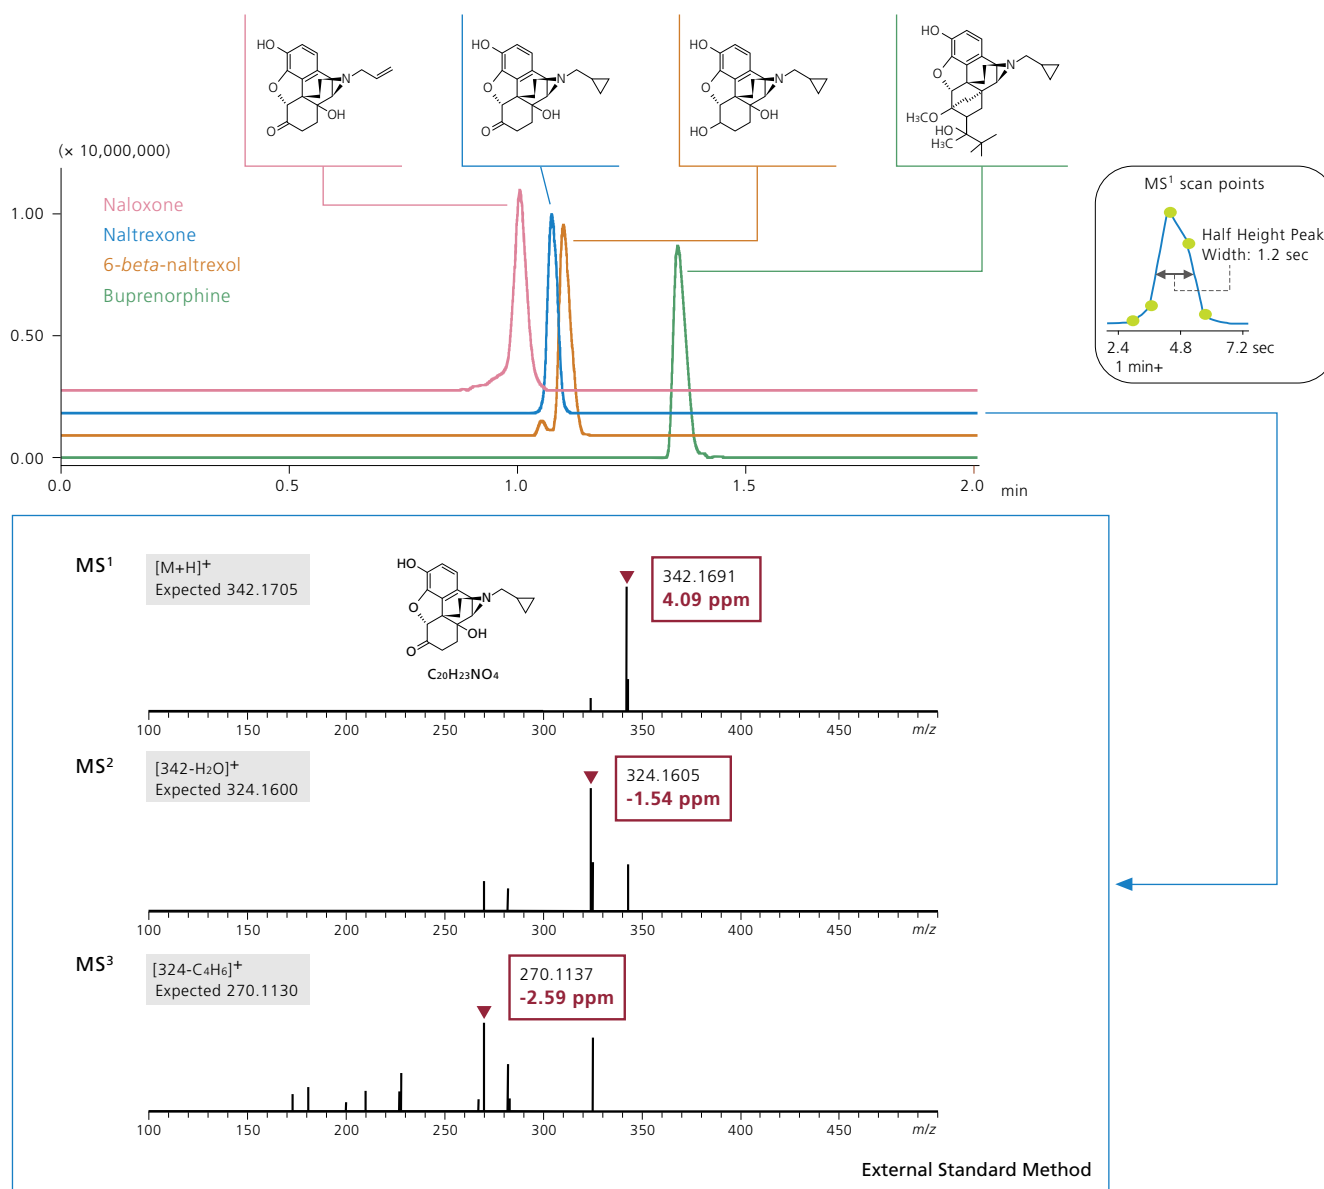 HO
N
O
OH
O
HO
N
O
OH
O
HO
N
O
OH
HO
HO
N
O
H₃CO
HO
H₃C
(× 10,000,000)
1.00
0.50
0.00
Naloxone
Naltrexone
6-beta-naltrexol
Buprenorphine
0.0 0.5 1.0 1.5 2.0 min
MS¹ scan points
Half Height Peak
Width: 1.2 sec
2.4 4.8 7.2 sec
1 min+
MS¹
[M+H]⁺
Expected 342.1705
HO
N
O
OH
O
C₂₀H₂₃NO₄
342.1691
4.09 ppm
100 150 200 250 300 350 400 450 m/z
MS²
[342-H₂O]⁺
Expected 324.1600
324.1605
-1.54 ppm
100 150 200 250 300 350 400 450 m/z
MS³
[324-C₄H₆]⁺
Expected 270.1130
270.1137
-2.59 ppm
100 150 200 250 300 350 400 450 m/z
External Standard Method